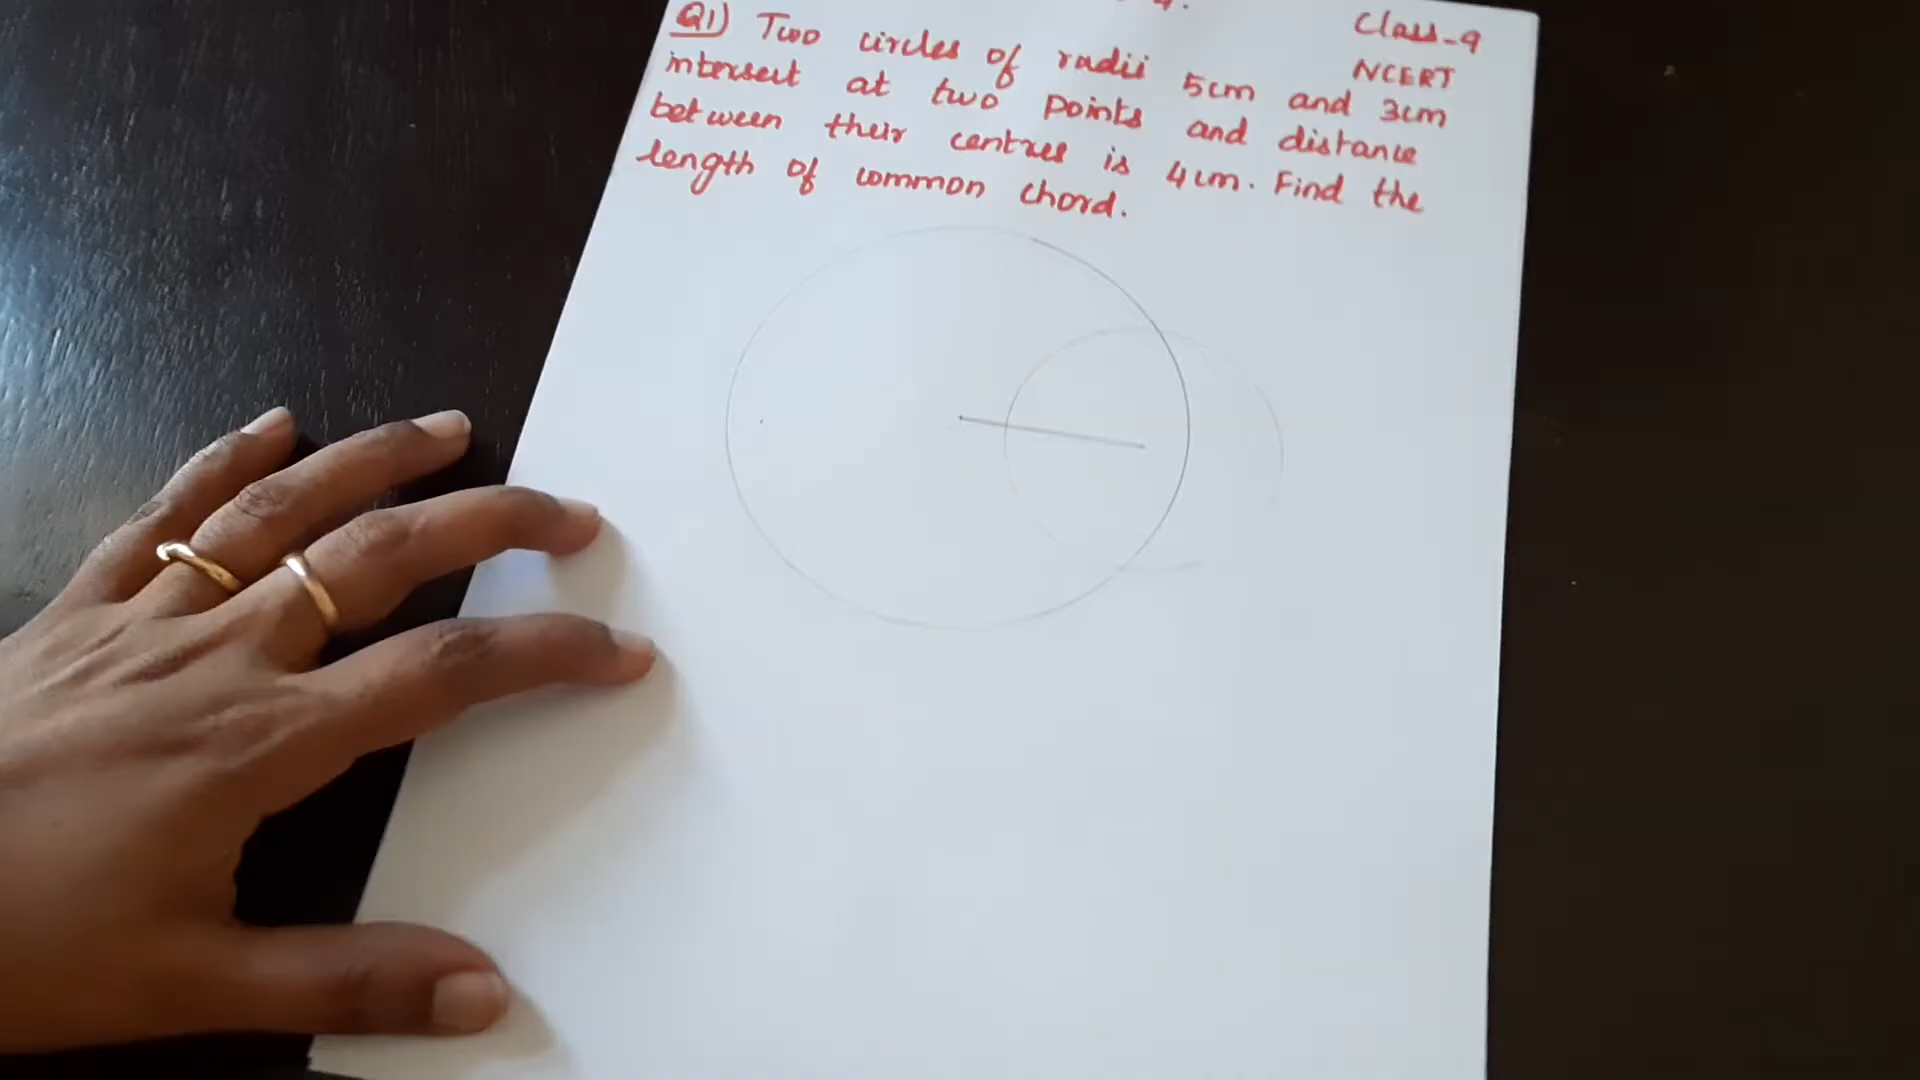 Class-9
NCERT
Q1) Two circles of radii 5cm and 3cm
intersect at two points and distance
between their centres is 4cm. Find the
length of common chord.